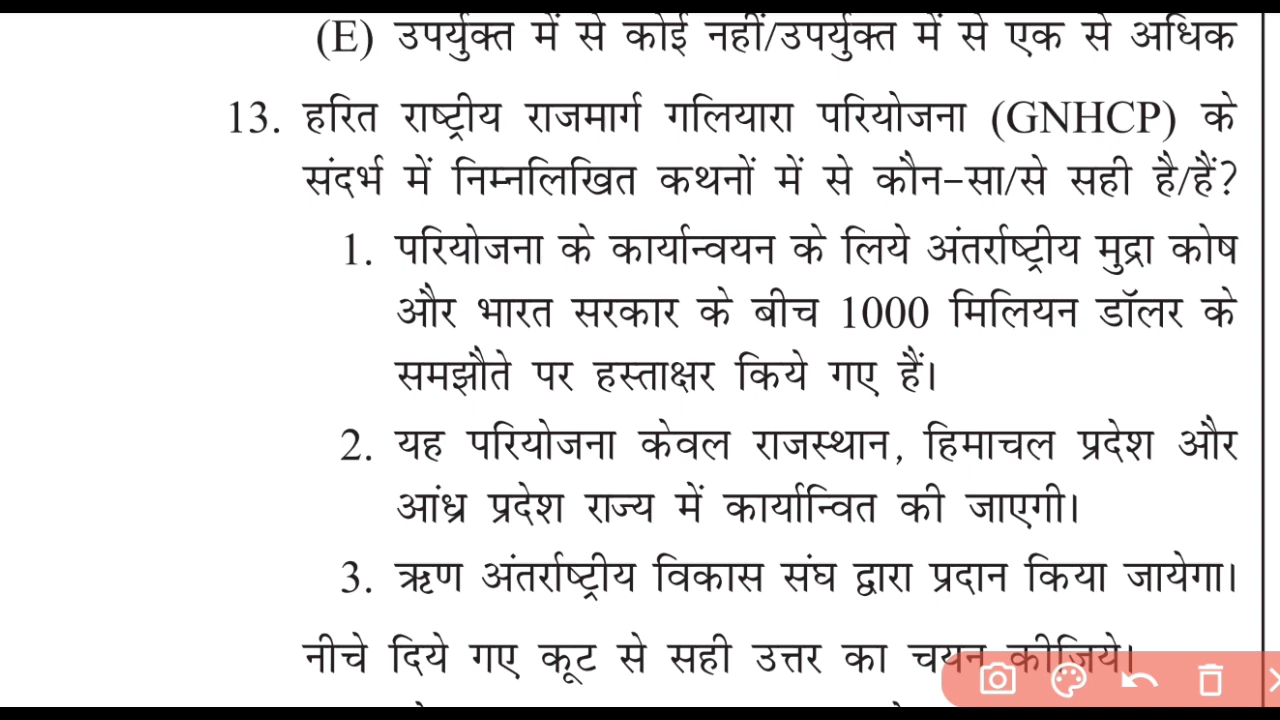 (E) उपर्युक्त में से कोई नहीं/उपर्युक्त में से एक से अधिक
13. हरित राष्ट्रीय राजमार्ग गलियारा परियोजना (GNHCP) के
संदर्भ में निम्नलिखित कथनों में से कौन-सा/से सही है/हैं?
1. परियोजना के कार्यान्वयन के लिये अंतर्राष्ट्रीय मुद्रा कोष
और भारत सरकार के बीच 1000 मिलियन डॉलर के
समझौते पर हस्ताक्षर किये गए हैं।
2. यह परियोजना केवल राजस्थान, हिमाचल प्रदेश और
आंध्र प्रदेश राज्य में कार्यान्वित की जाएगी।
3. ऋण अंतर्राष्ट्रीय विकास संघ द्वारा प्रदान किया जायेगा।
नीचे दिये गए कूट से सही उत्तर का चयन कीजिये।